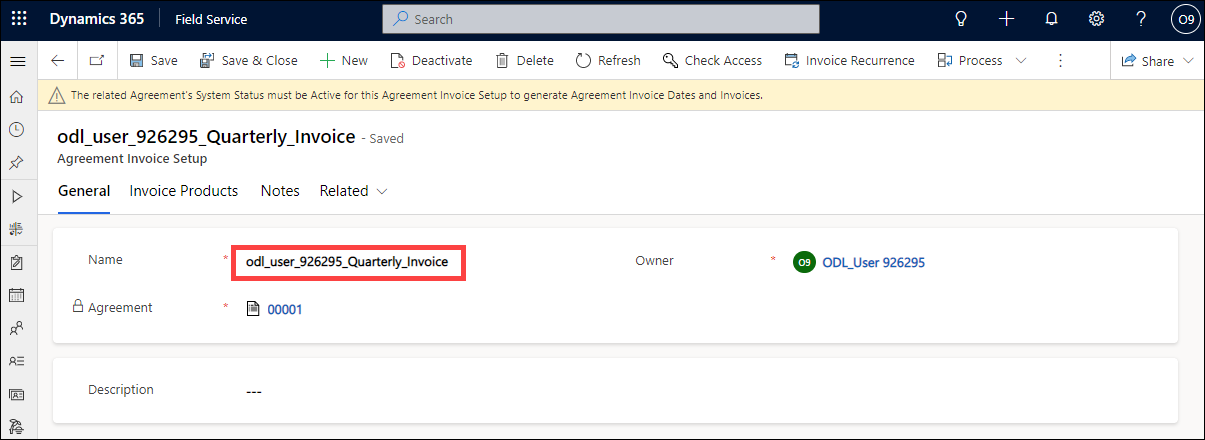 Dynamics 365 Field Service Search ? O9
Save Save & Close New Deactivate Delete Refresh Check Access Invoice Recurrence Process Share
The related Agreement's System Status must be Active for this Agreement Invoice Setup to generate Agreement Invoice Dates and Invoices.
odl_user_926295_Quarterly_Invoice - Saved
Agreement Invoice Setup
General Invoice Products Notes Related
Name * odl_user_926295_Quarterly_Invoice Owner * O9 ODL_User 926295
Agreement * 00001
Description ---